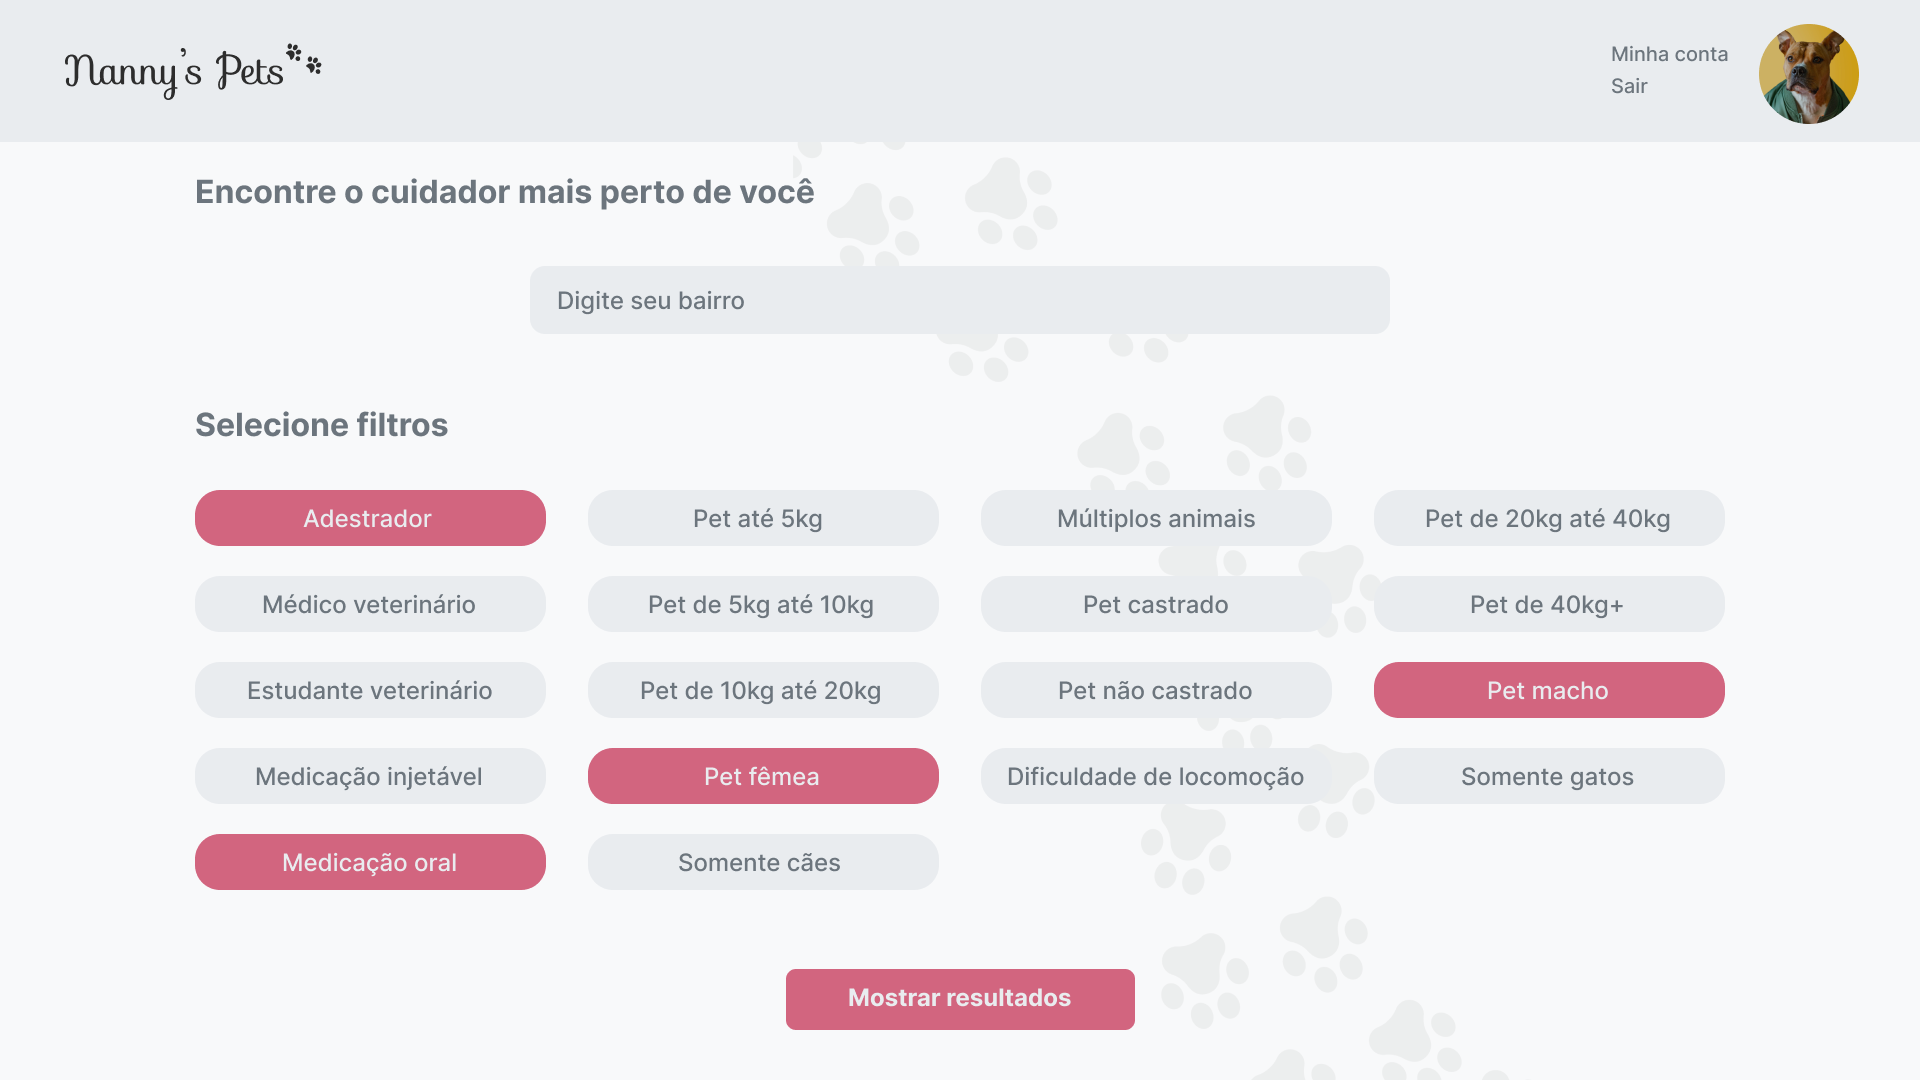 Nanny's Pets
Minha conta
Sair
Encontre o cuidador mais perto de você
Digite seu bairro
Selecione filtros
Adestrador
Pet até 5kg
Múltiplos animais
Pet de 20kg até 40kg
Médico veterinário
Pet de 5kg até 10kg
Pet castrado
Pet de 40kg+
Estudante veterinário
Pet de 10kg até 20kg
Pet não castrado
Pet macho
Medicação injetável
Pet fêmea
Dificuldade de locomoção
Somente gatos
Medicação oral
Somente cães
Mostrar resultados